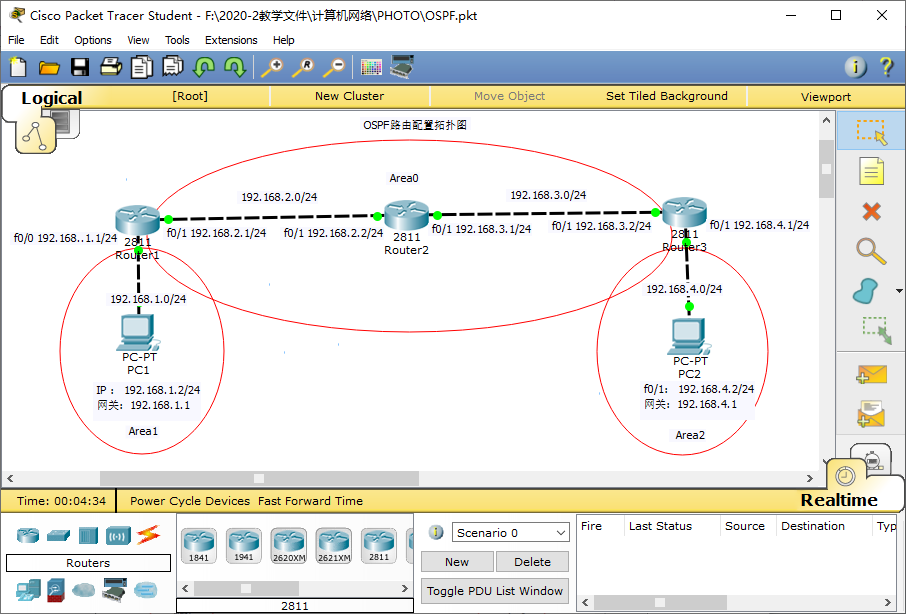 Cisco Packet Tracer Student - F:\2020-2教学文件\计算机网络\PHOTO\OSPF.pkt
File Edit Options View Tools Extensions Help
Logical [Root] New Cluster Move Object Set Tiled Background Viewport
OSPF路由配置拓扑图
Area0
192.168.2.0/24 192.168.3.0/24
f0/0 192.168..1.1/24 f0/1 192.168.2.1/24 f0/1 192.168.2.2/24 f0/1 192.168.3.1/24 f0/1 192.168.3.2/24 f0/1 192.168.4.1/24
2811 2811 2811
Router1 Router2 Router3
192.168.1.0/24 192.168.4.0/24
PC-PT PC-PT
PC1 PC2
IP： 192.168.1.2/24 f0/1： 192.168.4.2/24
网关：192.168.1.1 网关：192.168.4.1
Area1 Area2
Realtime
Time: 00:04:34 Power Cycle Devices Fast Forward Time
Routers
1841 1941 2620XM 2621XM 2811
2811
Scenario 0
New Delete
Toggle PDU List Window
Fire Last Status Source Destination Typ